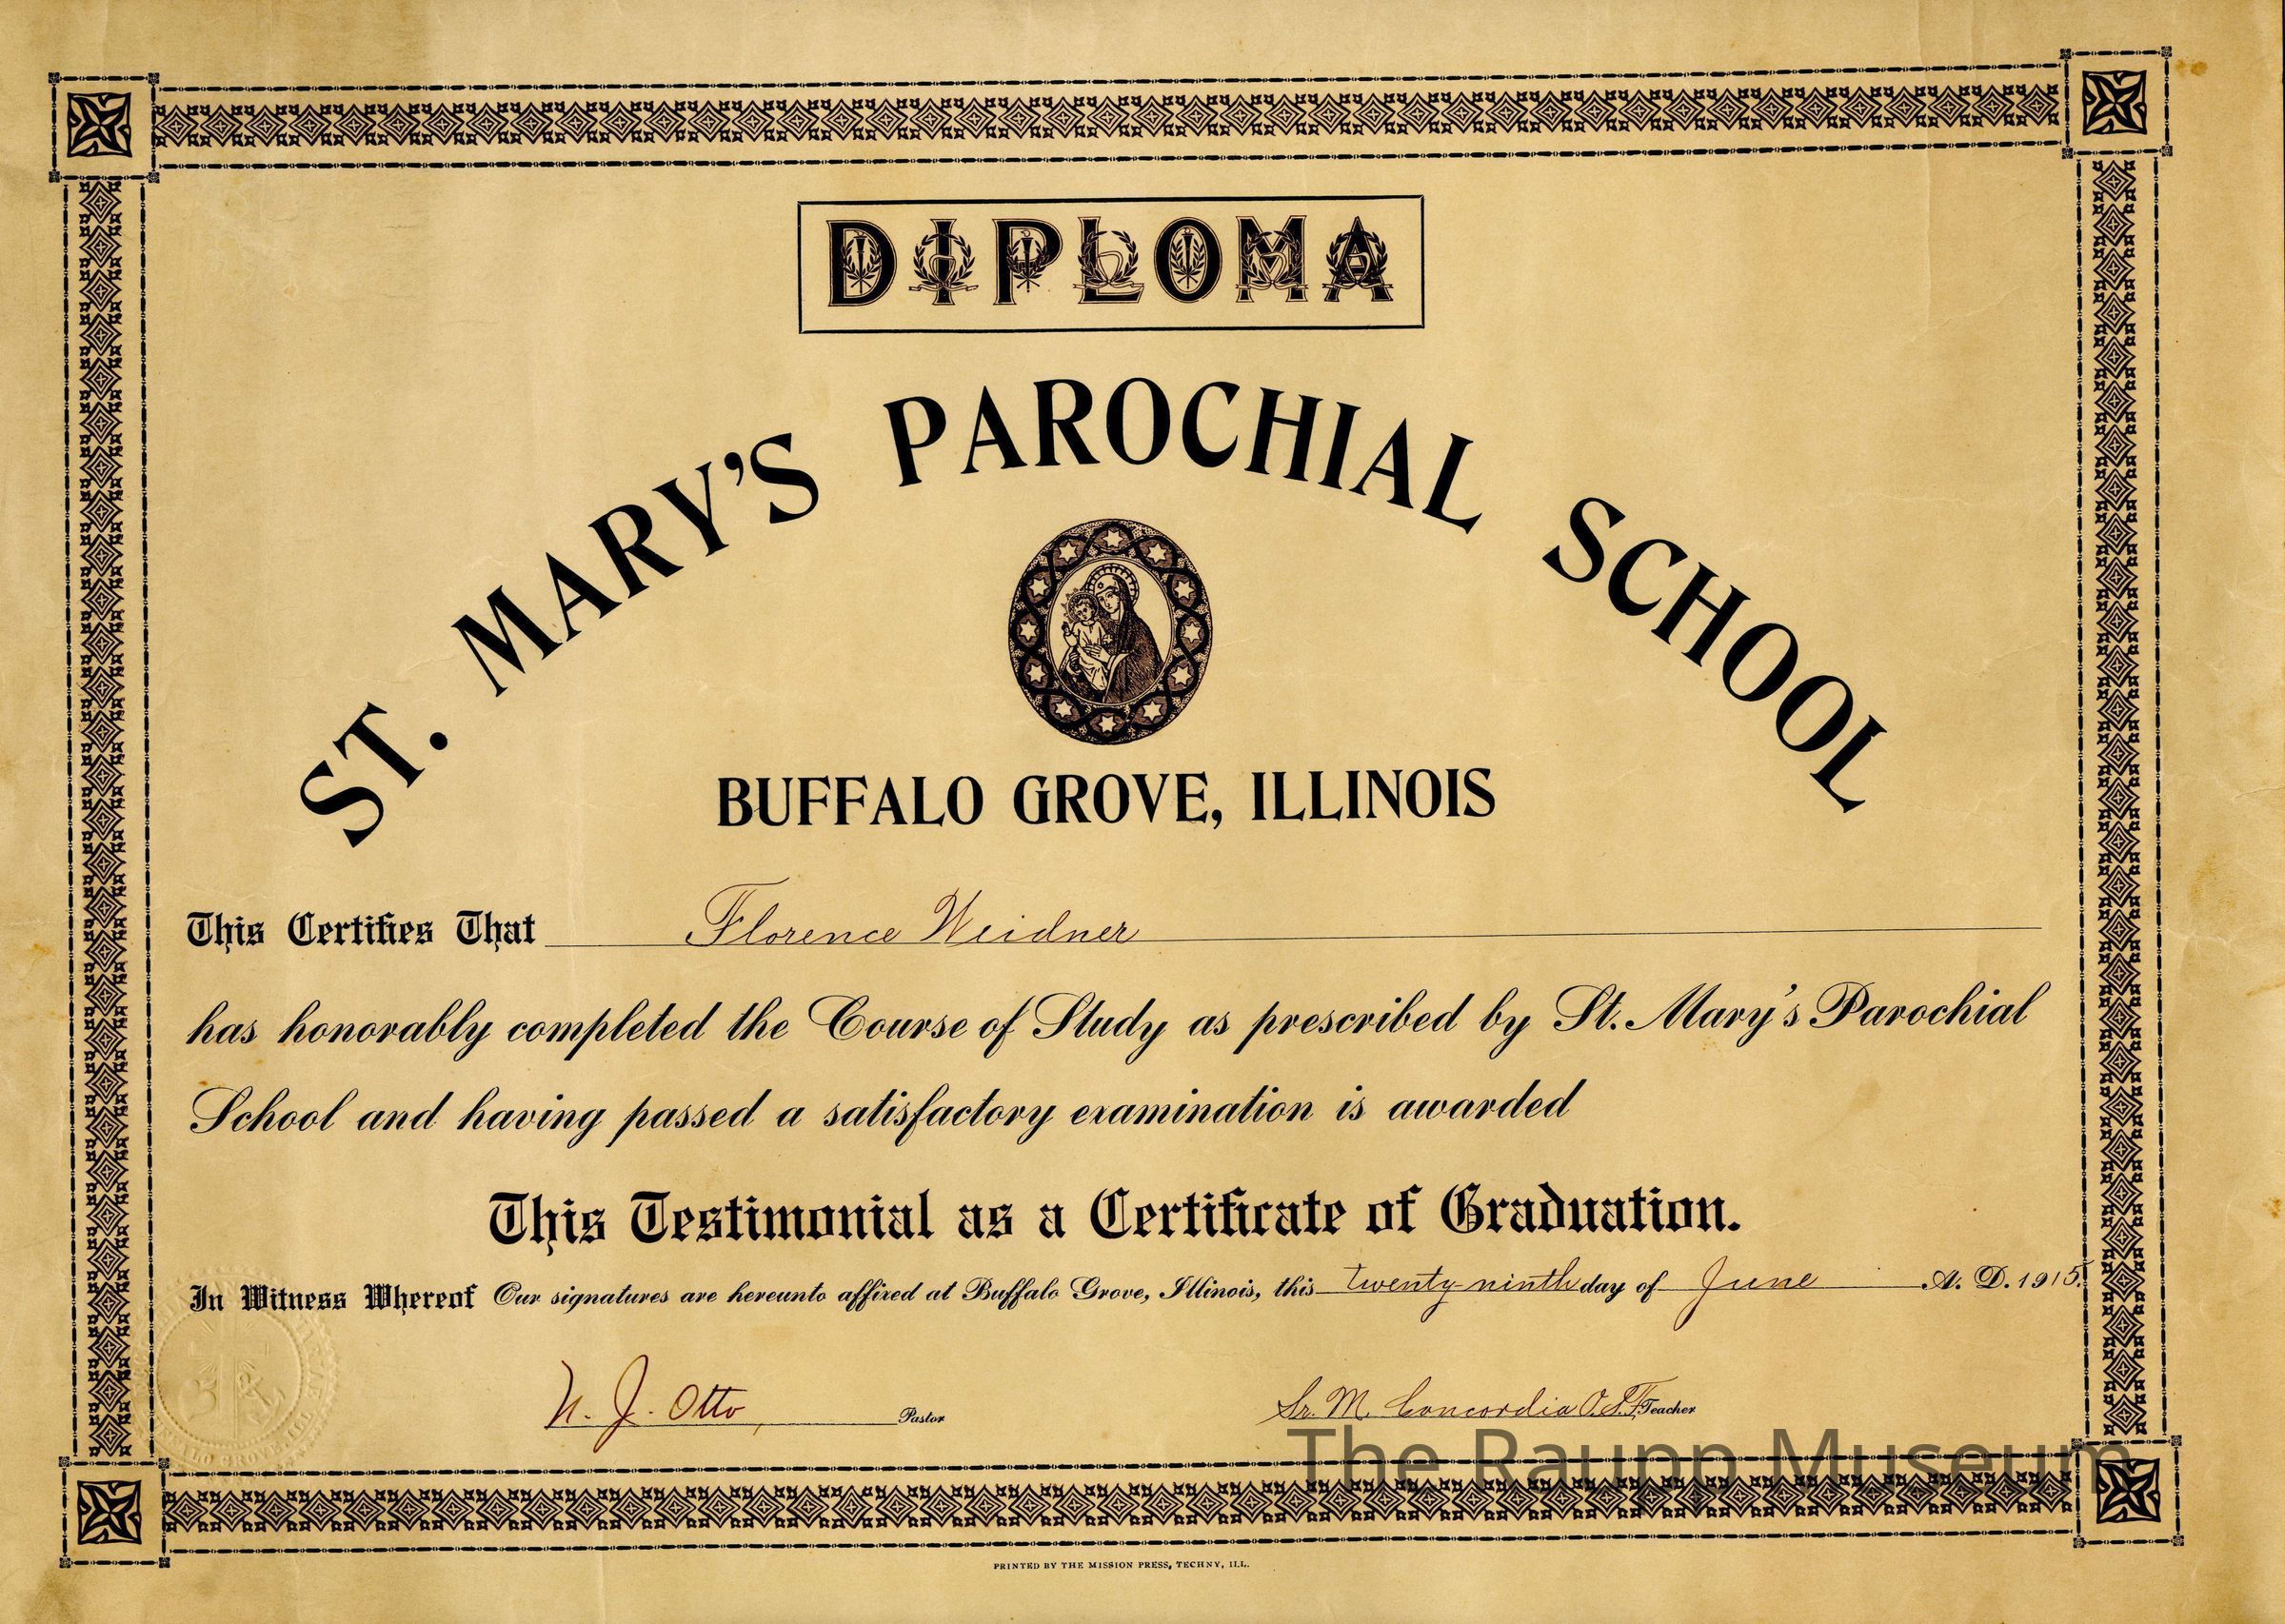 DIPLOMA
ST. MARY'S PAROCHIAL SCHOOL
BUFFALO GROVE, ILLINOIS
This Certifies That Florence Weidner
has honorably completed the Course of Study as prescribed by St. Mary's Parochial
School and having passed a satisfactory examination is awarded
This Testimonial as a Certificate of Graduation.
In Witness Whereof Our signatures are hereunto affixed at Buffalo Grove, Illinois, this twenty-ninth day of June A. D. 1915.
N. J. Otto, Pastor
Sr. M. Concordia O.S.F. Teacher
The Raupp Museum
PRINTED BY THE MISSION PRESS, TECHNY, ILL.